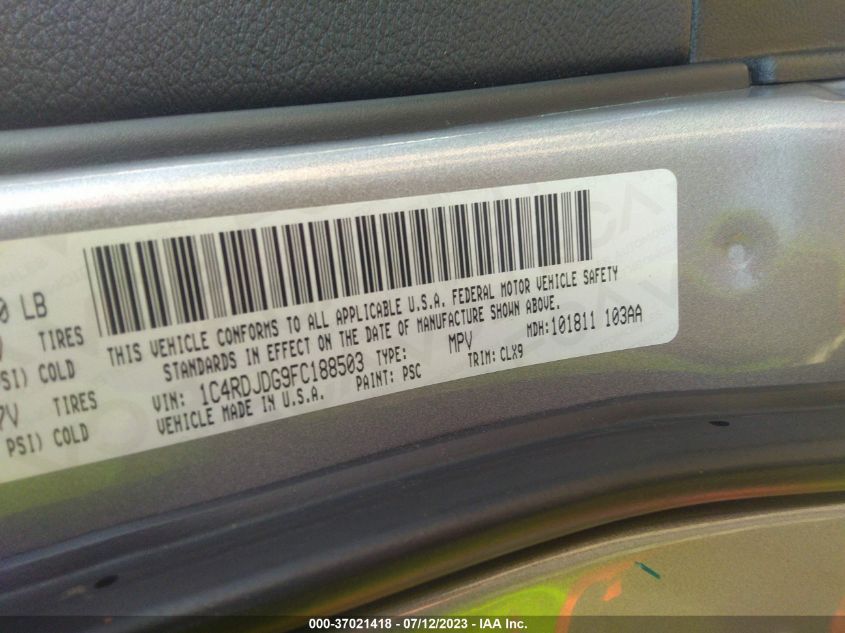 0 LB
TIRES
SI) COLD
7V TIRES
PSI) COLD
THIS VEHICLE CONFORMS TO ALL APPLICABLE U.S.A. FEDERAL MOTOR VEHICLE SAFETY
STANDARDS IN EFFECT ON THE DATE OF MANUFACTURE SHOWN ABOVE.
VIN: 1C4RDJDG9FC188503 TYPE: MPV MDH: 101811 103AA
VEHICLE MADE IN U.S.A. PAINT: PSC TRIM: CLX9
000-37021418 - 07/12/2023 - IAA Inc.